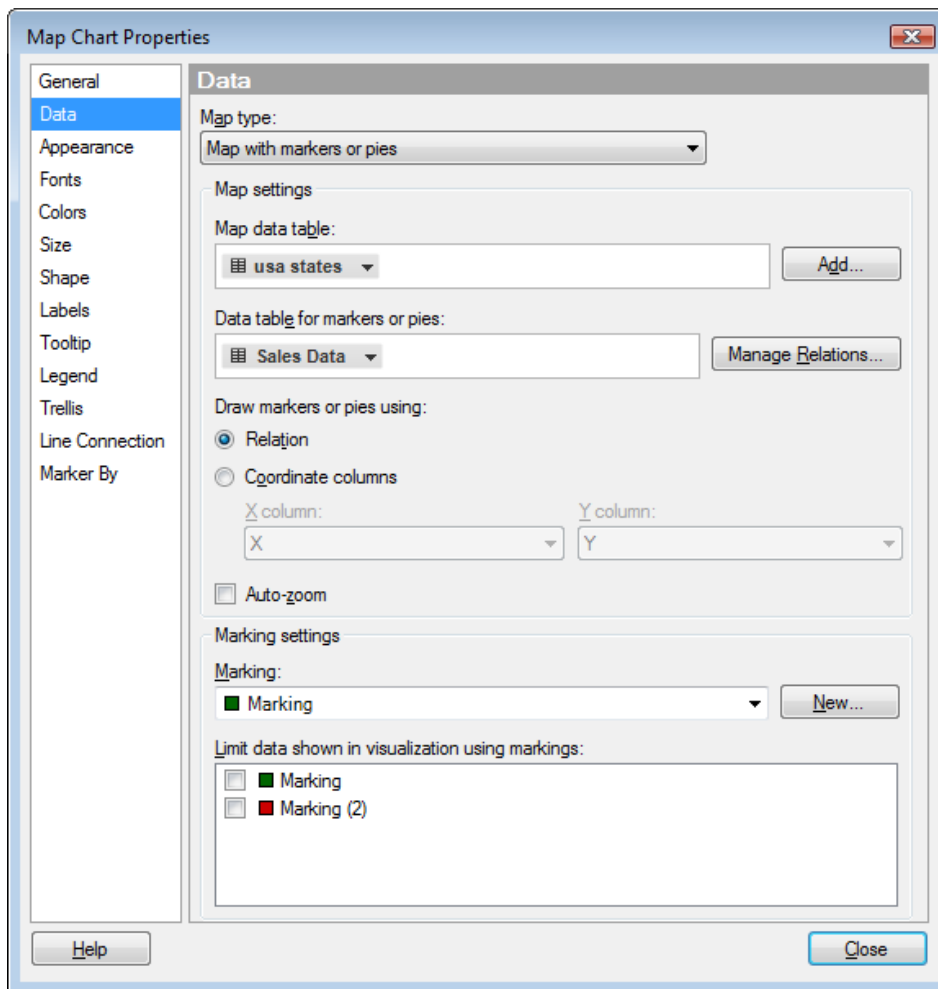 Map Chart Properties
General
Data
Appearance
Fonts
Colors
Size
Shape
Labels
Tooltip
Legend
Trellis
Line Connection
Marker By
Data
Map type:
Map with markers or pies
Map settings
Map data table:
usa states
Add...
Data table for markers or pies:
Sales Data
Manage Relations...
Draw markers or pies using:
Relation
Coordinate columns
X column: Y column:
X Y
Auto-zoom
Marking settings
Marking:
Marking
New...
Limit data shown in visualization using markings:
Marking
Marking (2)
Help Close